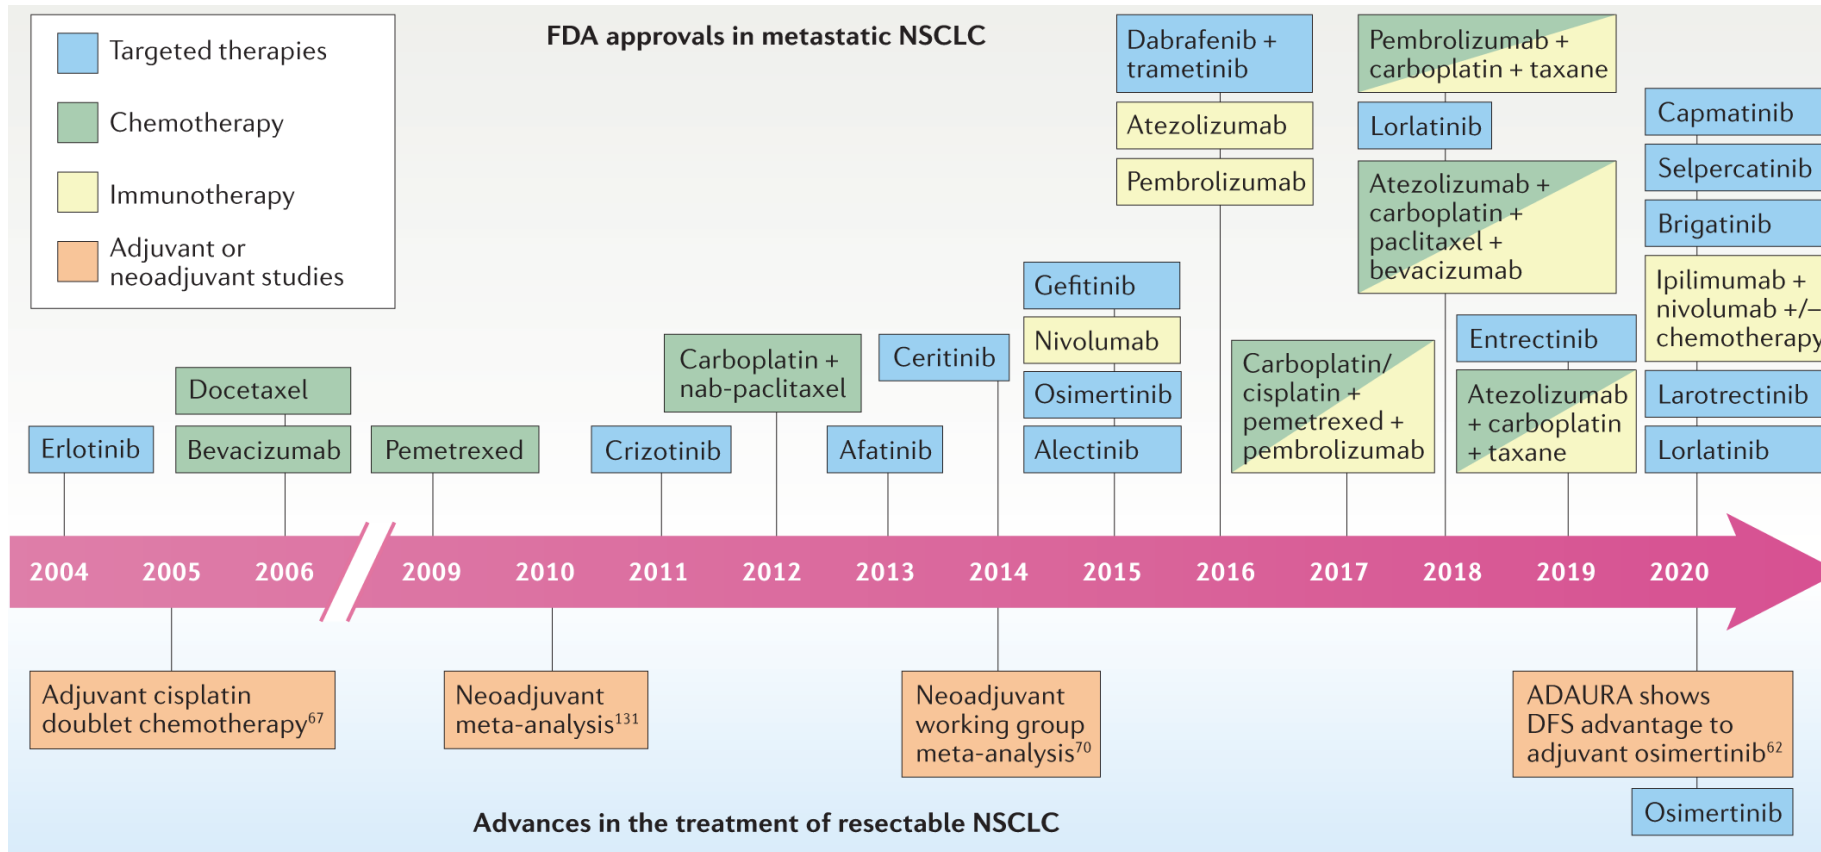 FDA approvals in metastatic NSCLC
Targeted therapies
Chemotherapy
Immunotherapy
Adjuvant or
neoadjuvant studies
Erlotinib
Docetaxel
Bevacizumab
Pemetrexed
Crizotinib
Carboplatin +
nab-paclitaxel
Afatinib
Ceritinib
Gefitinib
Nivolumab
Osimertinib
Alectinib
Dabrafenib +
trametinib
Atezolizumab
Pembrolizumab
Carboplatin/
cisplatin +
pemetrexed +
pembrolizumab
Pembrolizumab +
carboplatin + taxane
Lorlatinib
Atezolizumab +
carboplatin +
paclitaxel +
bevacizumab
Entrectinib
Atezolizumab
+ carboplatin
+ taxane
Capmatinib
Selpercatinib
Brigatinib
Ipilimumab +
nivolumab +/–
chemotherapy
Larotrectinib
Lorlatinib
2004 2005 2006 2009 2010 2011 2012 2013 2014 2015 2016 2017 2018 2019 2020
Adjuvant cisplatin
doublet chemotherapy67
Neoadjuvant
meta-analysis131
Neoadjuvant
working group
meta-analysis70
ADAURA shows
DFS advantage to
adjuvant osimertinib62
Osimertinib
Advances in the treatment of resectable NSCLC